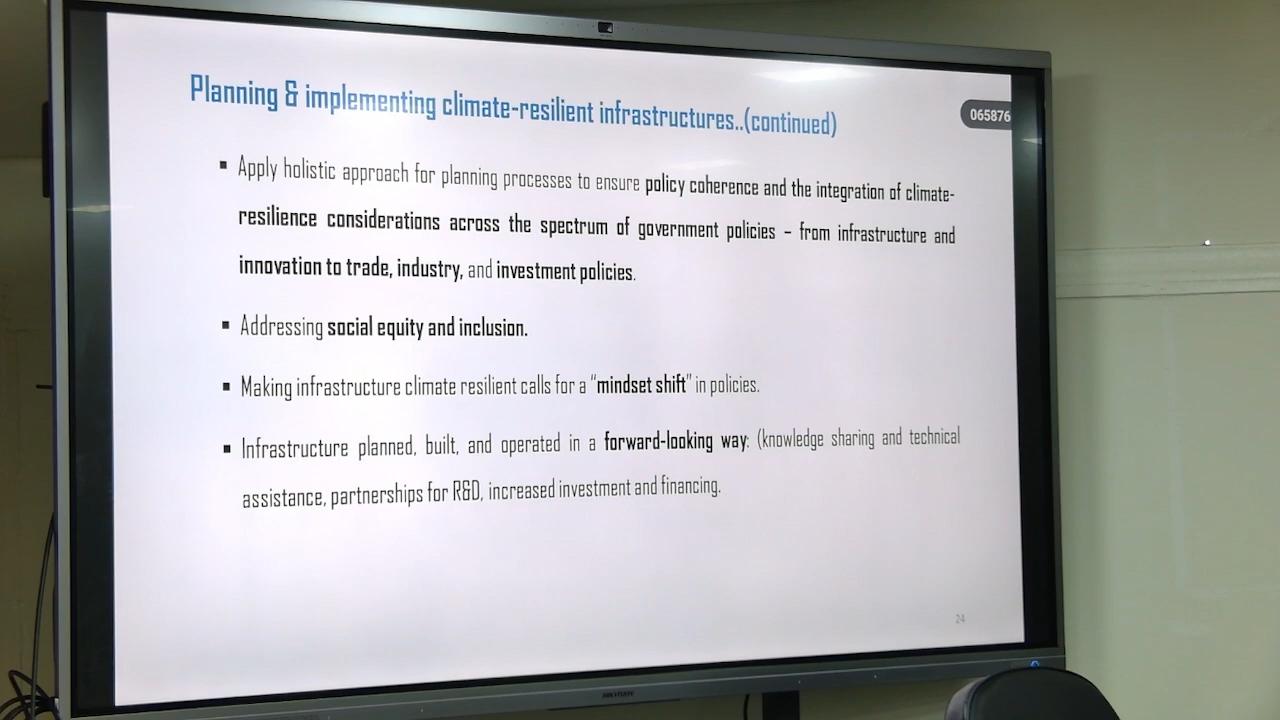 Planning & implementing climate-resilient infrastructures..(continued)
065876
▪ Apply holistic approach for planning processes to ensure policy coherence and the integration of climate-
resilience considerations across the spectrum of government policies – from infrastructure and
innovation to trade, industry, and investment policies.
▪ Addressing social equity and inclusion.
▪ Making infrastructure climate resilient calls for a “mindset shift” in policies.
▪ Infrastructure planned, built, and operated in a forward-looking way: (knowledge sharing and technical
assistance, partnerships for R&D, increased investment and financing.
24
HIKVISION